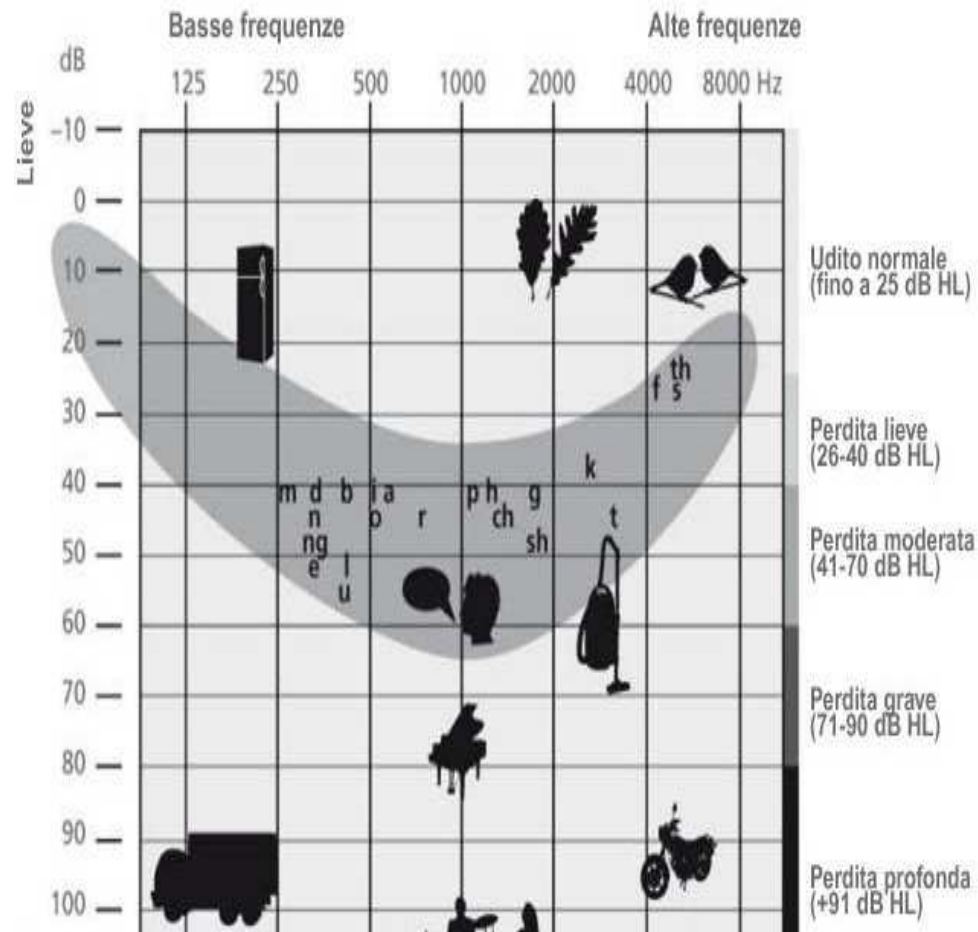 Basse frequenze Alte frequenze
dB
125 250 500 1000 2000 4000 8000 Hz
Lieve
-10
0
10
Udito normale
(fino a 25 dB HL)
20
th
f s
30
Perdita lieve
(26-40 dB HL)
k
40
m d b i a p h g
n o r ch t
ng sh
50
Perdita moderata
(41-70 dB HL)
e l
u
60
70
Perdita grave
(71-90 dB HL)
80
90
Perdita profonda
(+91 dB HL)
100